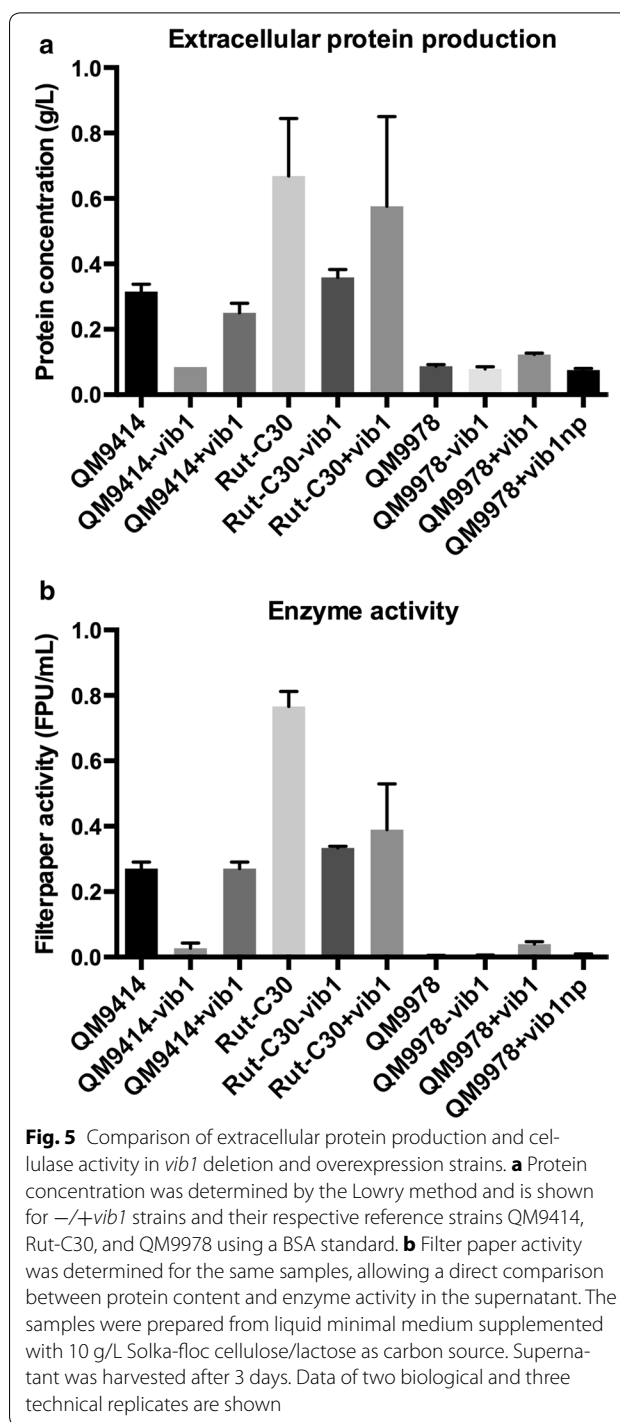 a
Extracellular protein production
Protein concentration (g/L)
1.0
0.8
0.6
0.4
0.2
0.0
QM9414
QM9414-vib1
QM9414+vib1
Rut-C30
Rut-C30-vib1
Rut-C30+vib1
QM9978
QM9978-vib1
QM9978+vib1
QM9978+vib1np
b
Enzyme activity
Filterpaper activity (FPU/mL)
1.0
0.8
0.6
0.4
0.2
0.0
QM9414
QM9414-vib1
QM9414+vib1
Rut-C30
Rut-C30-vib1
Rut-C30+vib1
QM9978
QM9978-vib1
QM9978+vib1
QM9978+vib1np
Fig. 5 Comparison of extracellular protein production and cel-
lulase activity in vib1 deletion and overexpression strains. a Protein
concentration was determined by the Lowry method and is shown
for −/+vib1 strains and their respective reference strains QM9414,
Rut-C30, and QM9978 using a BSA standard. b Filter paper activity
was determined for the same samples, allowing a direct comparison
between protein content and enzyme activity in the supernatant. The
samples were prepared from liquid minimal medium supplemented
with 10 g/L Solka-floc cellulose/lactose as carbon source. Superna-
tant was harvested after 3 days. Data of two biological and three
technical replicates are shown